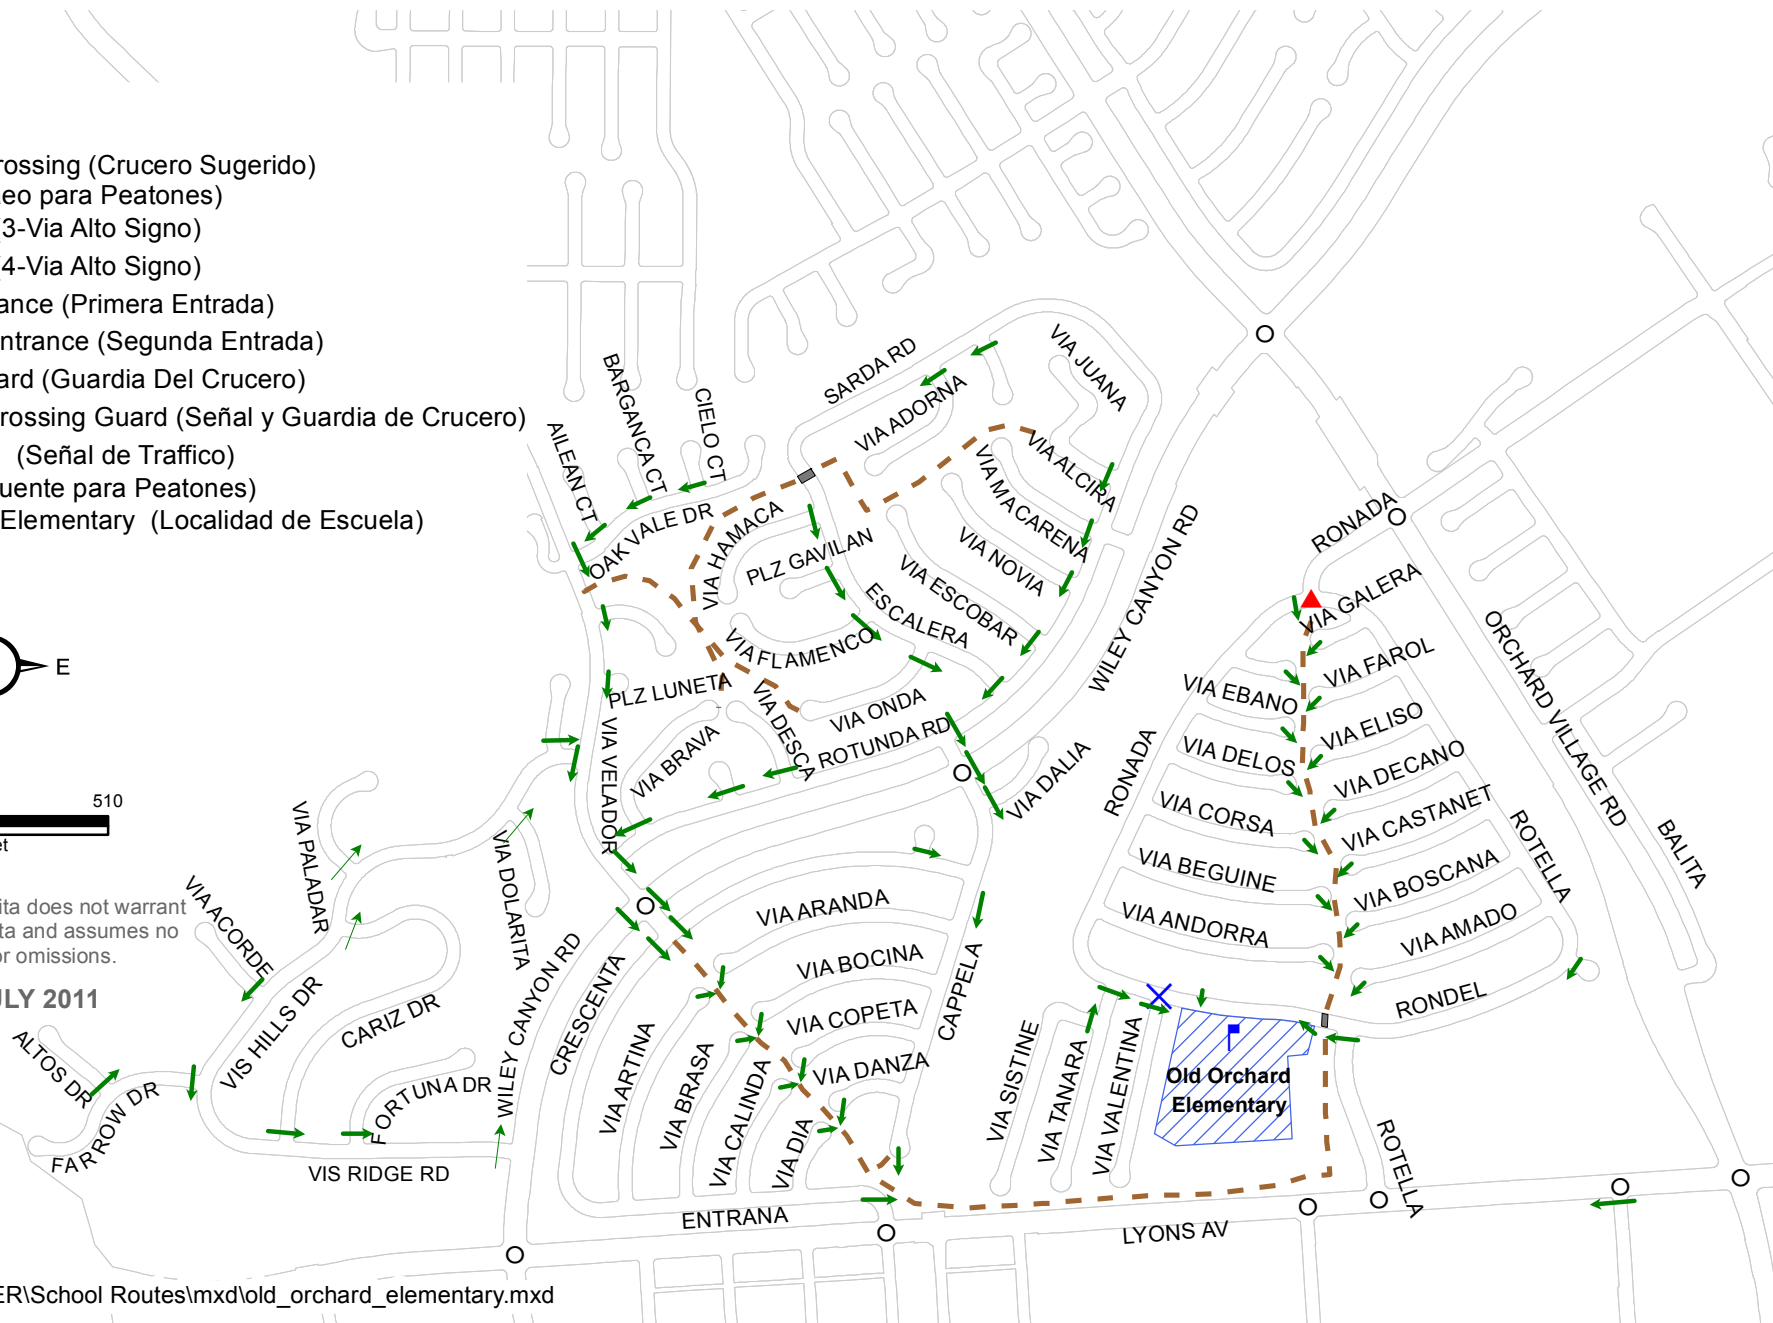 rossing (Crucero Sugerido)
eo para Peatones)
(3-Via Alto Signo)
(4-Via Alto Signo)
ance (Primera Entrada)
ntrance (Segunda Entrada)
ard (Guardia Del Crucero)
rossing Guard (Señal y Guardia de Crucero)
(Señal de Traffico)
uente para Peatones)
Elementary (Localidad de Escuela)
E
510
et
ita does not warrant
ta and assumes no
or omissions.
JLY 2011
ER\School Routes\mxd\old_orchard_elementary.mxd
SARDA RD
VIA JUANA
VIA ADORNA
BARGANCA CT
CIELO CT
AILEAN CT
OAK VALE DR
VIA HAMACA
VIA ALCIRA
VIA MACARENA
VIA NOVIA
PLZ GAVILAN
VIA ESCOBAR
ESCALERA
VIA FLAMENCO
WILEY CANYON RD
PLZ LUNETA
VIA DESCA
VIA ONDA
ROTUNDA RD
VIA BRAVA
VIA VELADOR
VIA DALIA
RONADA
VIA GALERA
VIA FAROL
VIA EBANO
VIA ELISO
VIA DELOS
VIA DECANO
RONADA
VIA CORSA
VIA CASTANET
VIA BEGUINE
VIA BOSCANA
VIA ANDORRA
VIA AMADO
RONDEL
ROTELLA
ORCHARD VILLAGE RD
BALITA
VIA PALADAR
VIA DOLARITA
VIA ACORDE
VIS HILLS DR
CARIZ DR
ALTOS DR
FARROW DR
FORTUNA DR
VIS RIDGE RD
WILEY CANYON RD
CRESCENTA
VIA ARANDA
VIA BOCINA
VIA COPETA
VIA DANZA
CAPPELA
VIA ARTINA
VIA BRASA
VIA CALINDA
VIA DIA
ENTRANA
VIA SISTINE
VIA TANARA
VIA VALENTINA
Old Orchard
Elementary
ROTELLA
LYONS AV